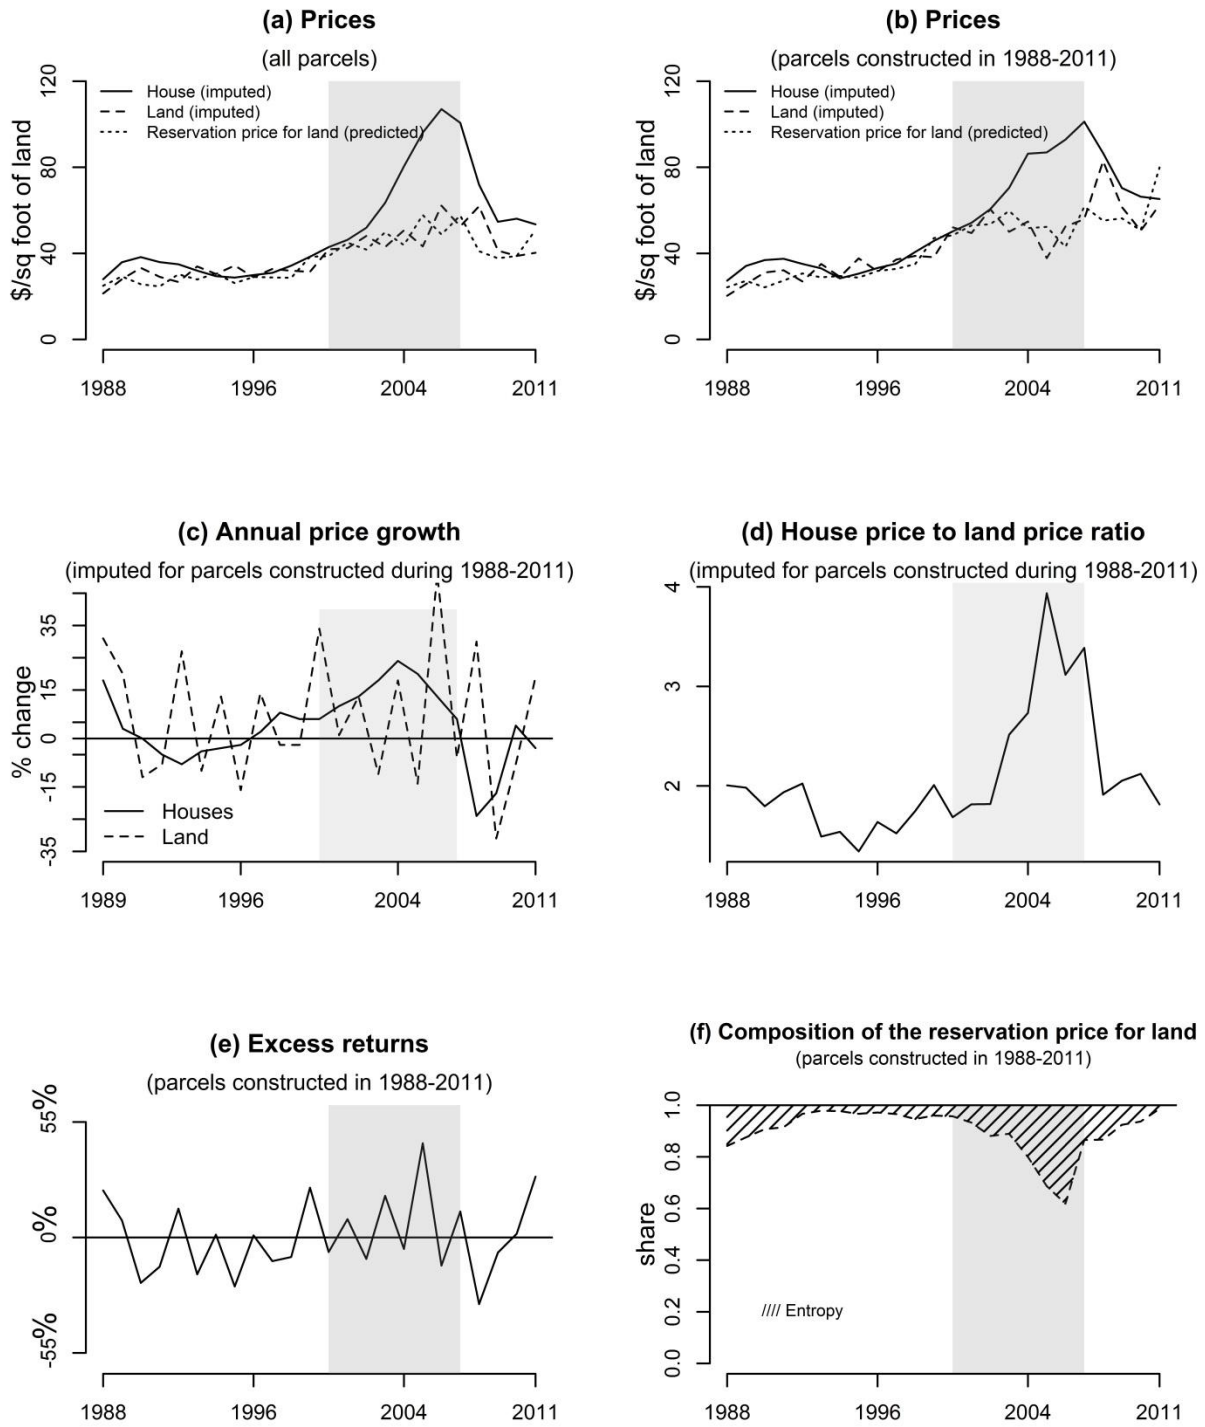 (a) Prices
(all parcels)
House (imputed)
Land (imputed)
Reservation price for land (predicted)
$/sq foot of land
120
80
40
0
1988
1996
2004
2011
(b) Prices
(parcels constructed in 1988-2011)
House (imputed)
Land (imputed)
Reservation price for land (predicted)
$/sq foot of land
120
80
40
0
1988
1996
2004
2011
(c) Annual price growth
(imputed for parcels constructed during 1988-2011)
% change
35
15
0
-15
-35
Houses
Land
1989
1996
2004
2011
(d) House price to land price ratio
(imputed for parcels constructed during 1988-2011)
4
3
2
1988
1996
2004
2011
(e) Excess returns
(parcels constructed in 1988-2011)
55%
0%
-55%
1988
1996
2004
2011
(f) Composition of the reservation price for land
(parcels constructed in 1988-2011)
share
1.0
0.8
0.6
0.4
0.2
0.0
//// Entropy
1988
1996
2004
2011